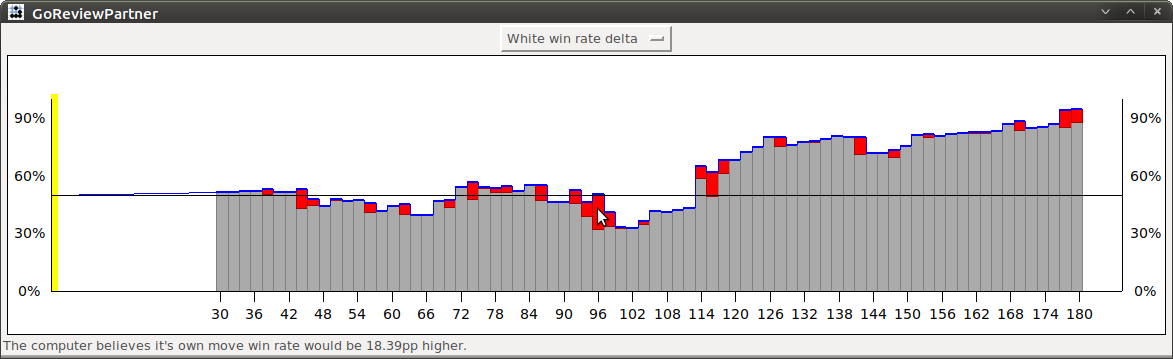 GoReviewPartner
White win rate delta
90% 90%
60% 60%
30% 30%
0% 0%
30 36 42 48 54 60 66 72 78 84 90 96 102 108 114 120 126 132 138 144 150 156 162 168 174 180
The computer believes it's own move win rate would be 18.39pp higher.